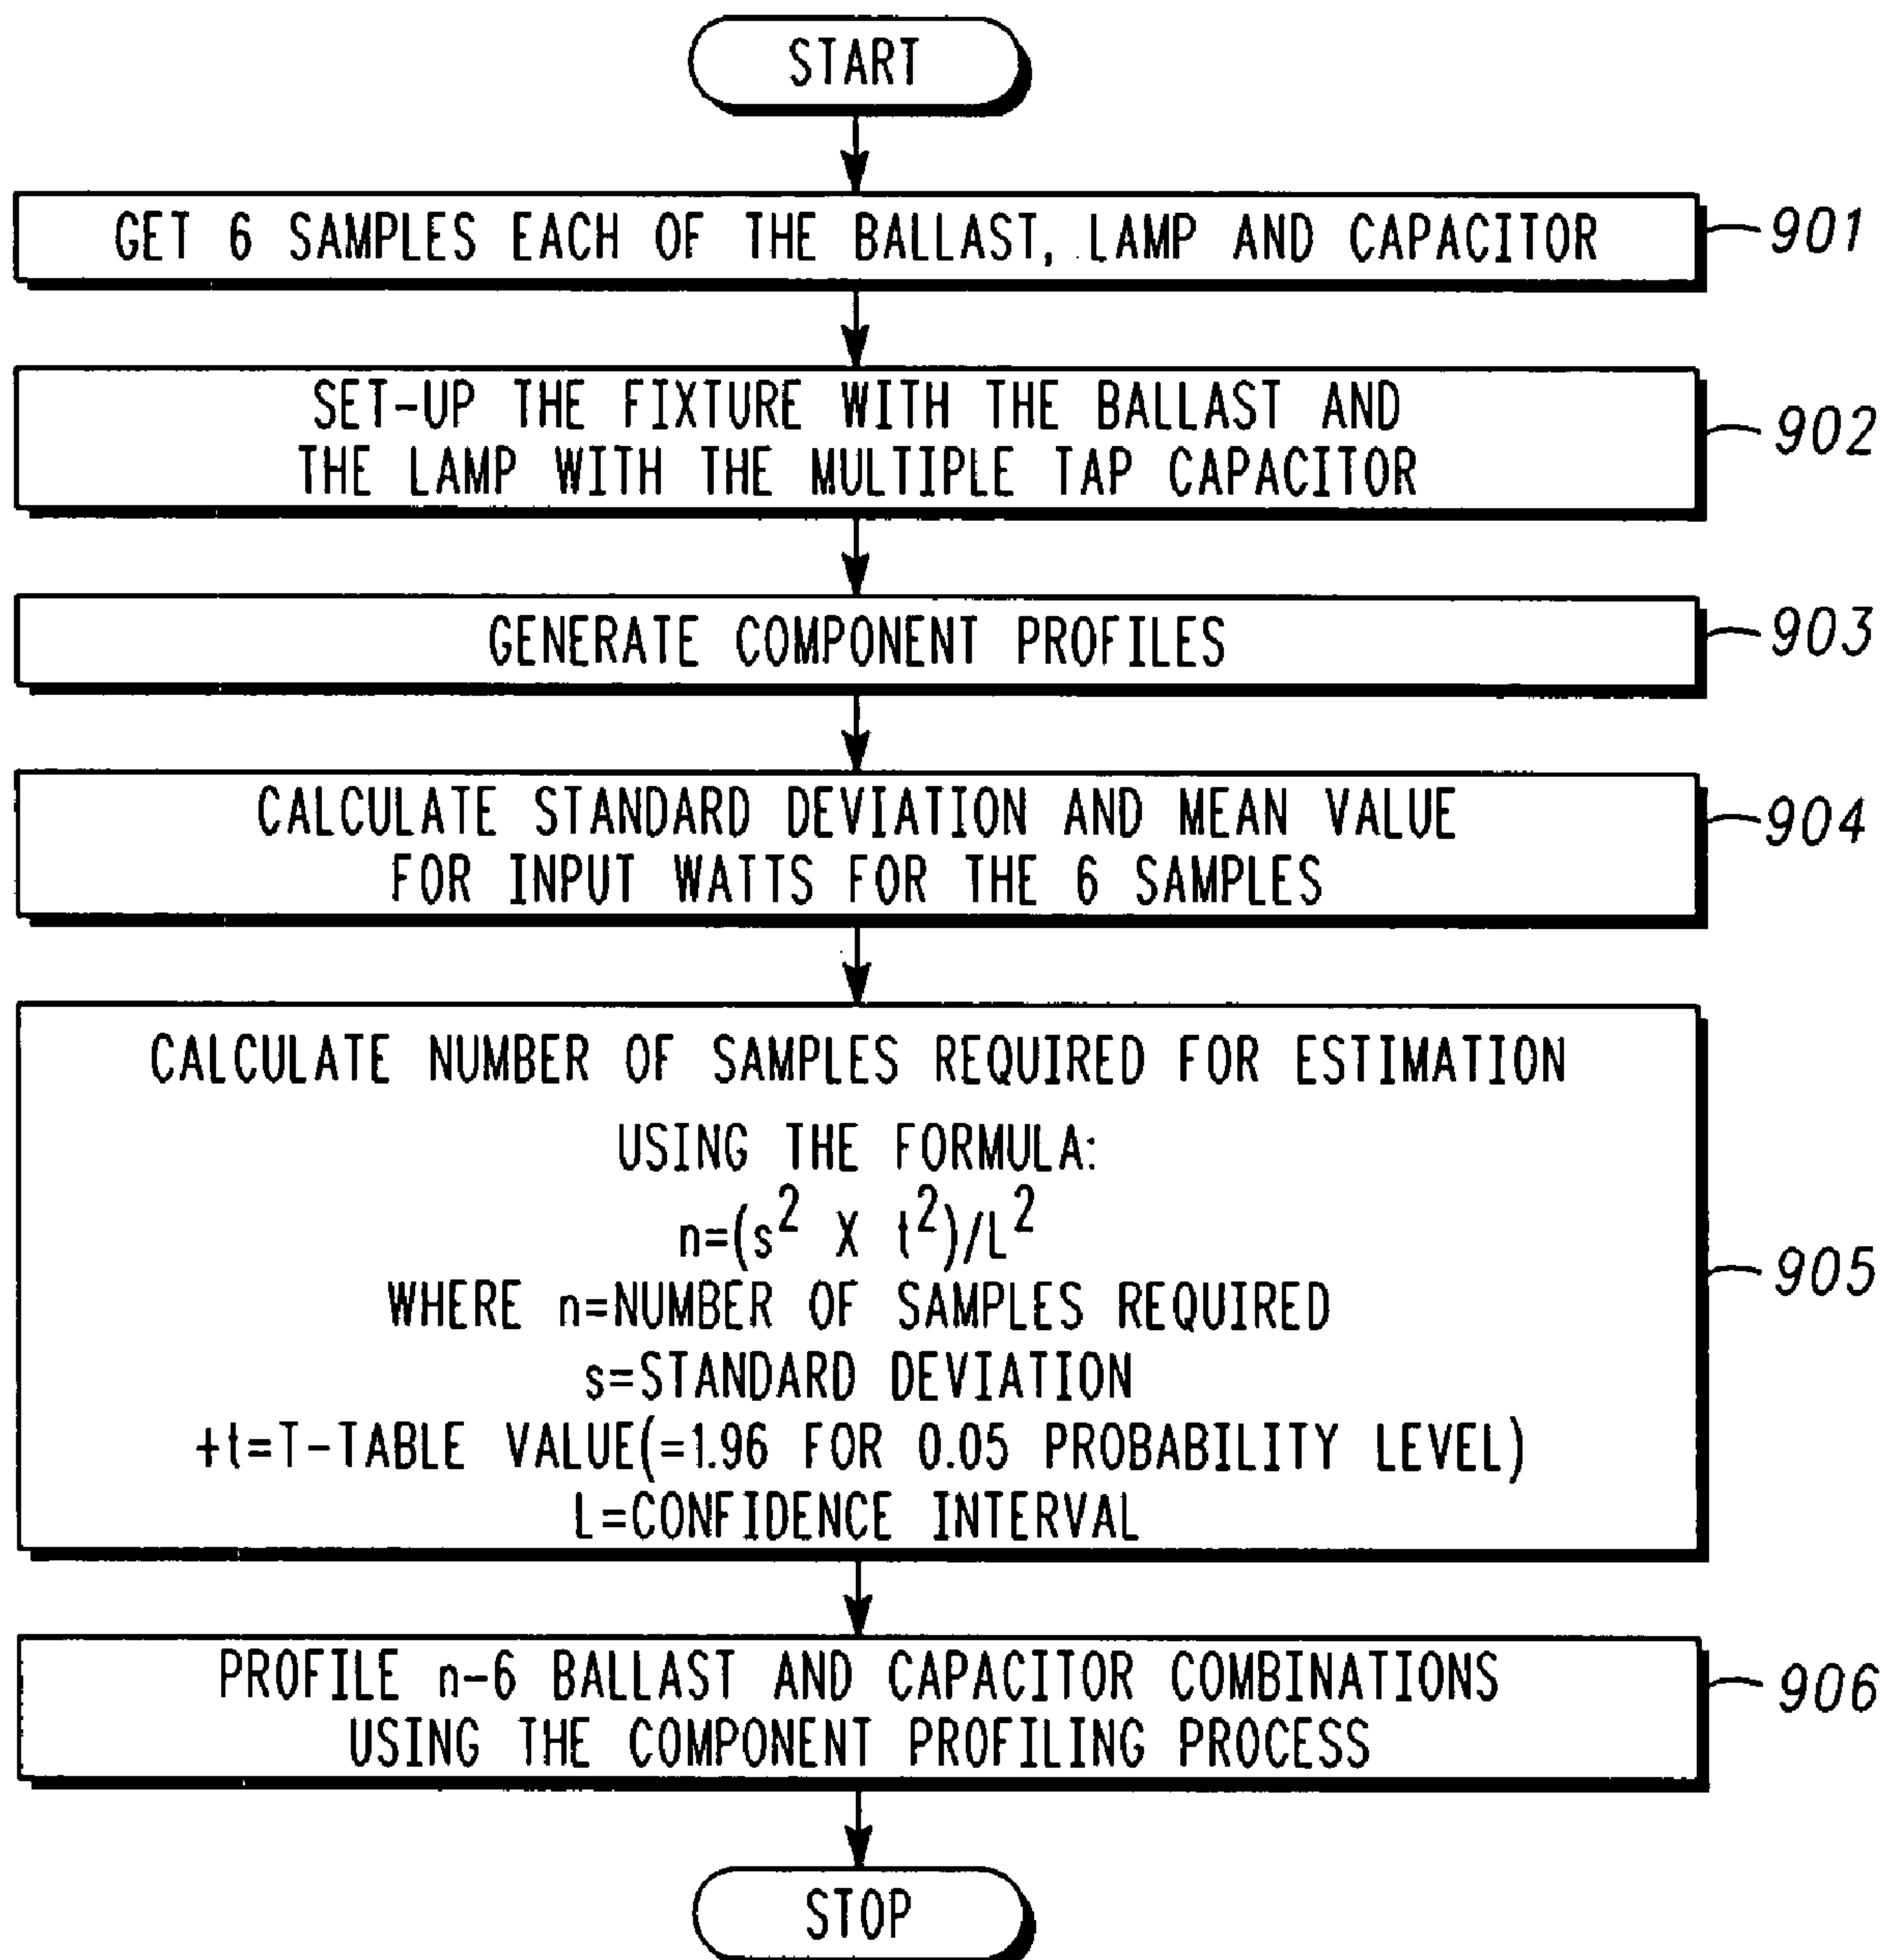 START
GET 6 SAMPLES EACH OF THE BALLAST, LAMP AND CAPACITOR
901
SET-UP THE FIXTURE WITH THE BALLAST AND
THE LAMP WITH THE MULTIPLE TAP CAPACITOR
902
GENERATE COMPONENT PROFILES
903
CALCULATE STANDARD DEVIATION AND MEAN VALUE
FOR INPUT WATTS FOR THE 6 SAMPLES
904
CALCULATE NUMBER OF SAMPLES REQUIRED FOR ESTIMATION
USING THE FORMULA:
n=(s² X t²)/L²
WHERE n=NUMBER OF SAMPLES REQUIRED
s=STANDARD DEVIATION
+t=T-TABLE VALUE(=1.96 FOR 0.05 PROBABILITY LEVEL)
L=CONFIDENCE INTERVAL
905
PROFILE n-6 BALLAST AND CAPACITOR COMBINATIONS
USING THE COMPONENT PROFILING PROCESS
906
STOP